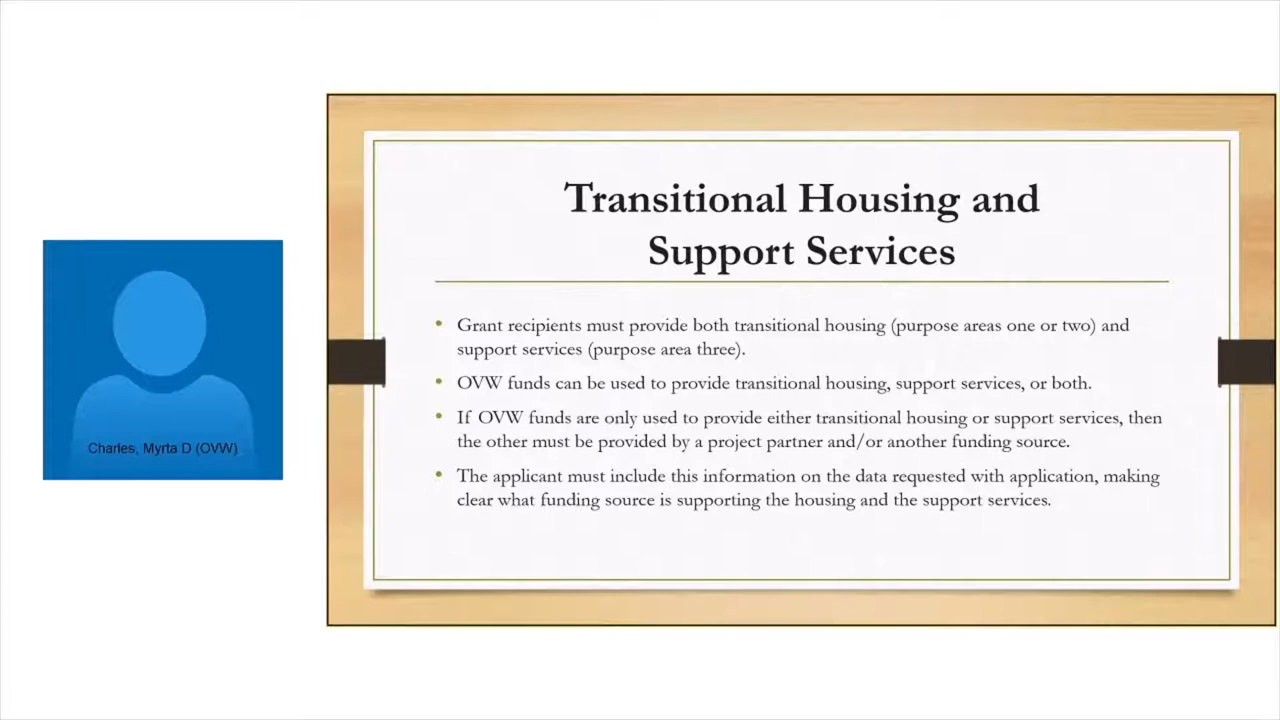 Transitional Housing and
Support Services
• Grant recipients must provide both transitional housing (purpose areas one or two) and
support services (purpose area three).
• OVW funds can be used to provide transitional housing, support services, or both.
• If OVW funds are only used to provide either transitional housing or support services, then
the other must be provided by a project partner and/or another funding source.
• The applicant must include this information on the data requested with application, making
clear what funding source is supporting the housing and the support services.
Charles, Myrta D (OVW)